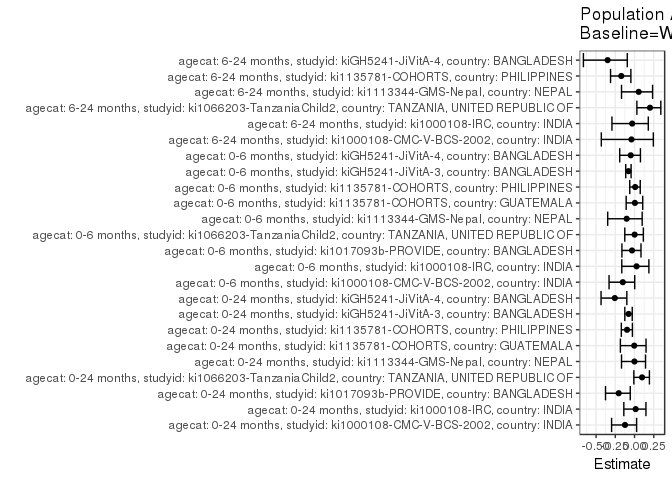 Population
Baseline=W
agecat: 6-24 months, studyid: kiGH5241-JiVitA-4, country: BANGLADESH
agecat: 6-24 months, studyid: ki1135781-COHORTS, country: PHILIPPINES
agecat: 6-24 months, studyid: ki1113344-GMS-Nepal, country: NEPAL
agecat: 6-24 months, studyid: ki1066203-TanzaniaChild2, country: TANZANIA, UNITED REPUBLIC OF
agecat: 6-24 months, studyid: ki1000108-IRC, country: INDIA
agecat: 6-24 months, studyid: ki1000108-CMC-V-BCS-2002, country: INDIA
agecat: 0-6 months, studyid: kiGH5241-JiVitA-4, country: BANGLADESH
agecat: 0-6 months, studyid: kiGH5241-JiVitA-3, country: BANGLADESH
agecat: 0-6 months, studyid: ki1135781-COHORTS, country: PHILIPPINES
agecat: 0-6 months, studyid: ki1135781-COHORTS, country: GUATEMALA
agecat: 0-6 months, studyid: ki1113344-GMS-Nepal, country: NEPAL
agecat: 0-6 months, studyid: ki1066203-TanzaniaChild2, country: TANZANIA, UNITED REPUBLIC OF
agecat: 0-6 months, studyid: ki1017093b-PROVIDE, country: BANGLADESH
agecat: 0-6 months, studyid: ki1000108-IRC, country: INDIA
agecat: 0-6 months, studyid: ki1000108-CMC-V-BCS-2002, country: INDIA
agecat: 0-24 months, studyid: kiGH5241-JiVitA-4, country: BANGLADESH
agecat: 0-24 months, studyid: kiGH5241-JiVitA-3, country: BANGLADESH
agecat: 0-24 months, studyid: ki1135781-COHORTS, country: PHILIPPINES
agecat: 0-24 months, studyid: ki1135781-COHORTS, country: GUATEMALA
agecat: 0-24 months, studyid: ki1113344-GMS-Nepal, country: NEPAL
agecat: 0-24 months, studyid: ki1066203-TanzaniaChild2, country: TANZANIA, UNITED REPUBLIC OF
agecat: 0-24 months, studyid: ki1017093b-PROVIDE, country: BANGLADESH
agecat: 0-24 months, studyid: ki1000108-IRC, country: INDIA
agecat: 0-24 months, studyid: ki1000108-CMC-V-BCS-2002, country: INDIA
-0.50 -0.25 0.00 0.25
Estimate